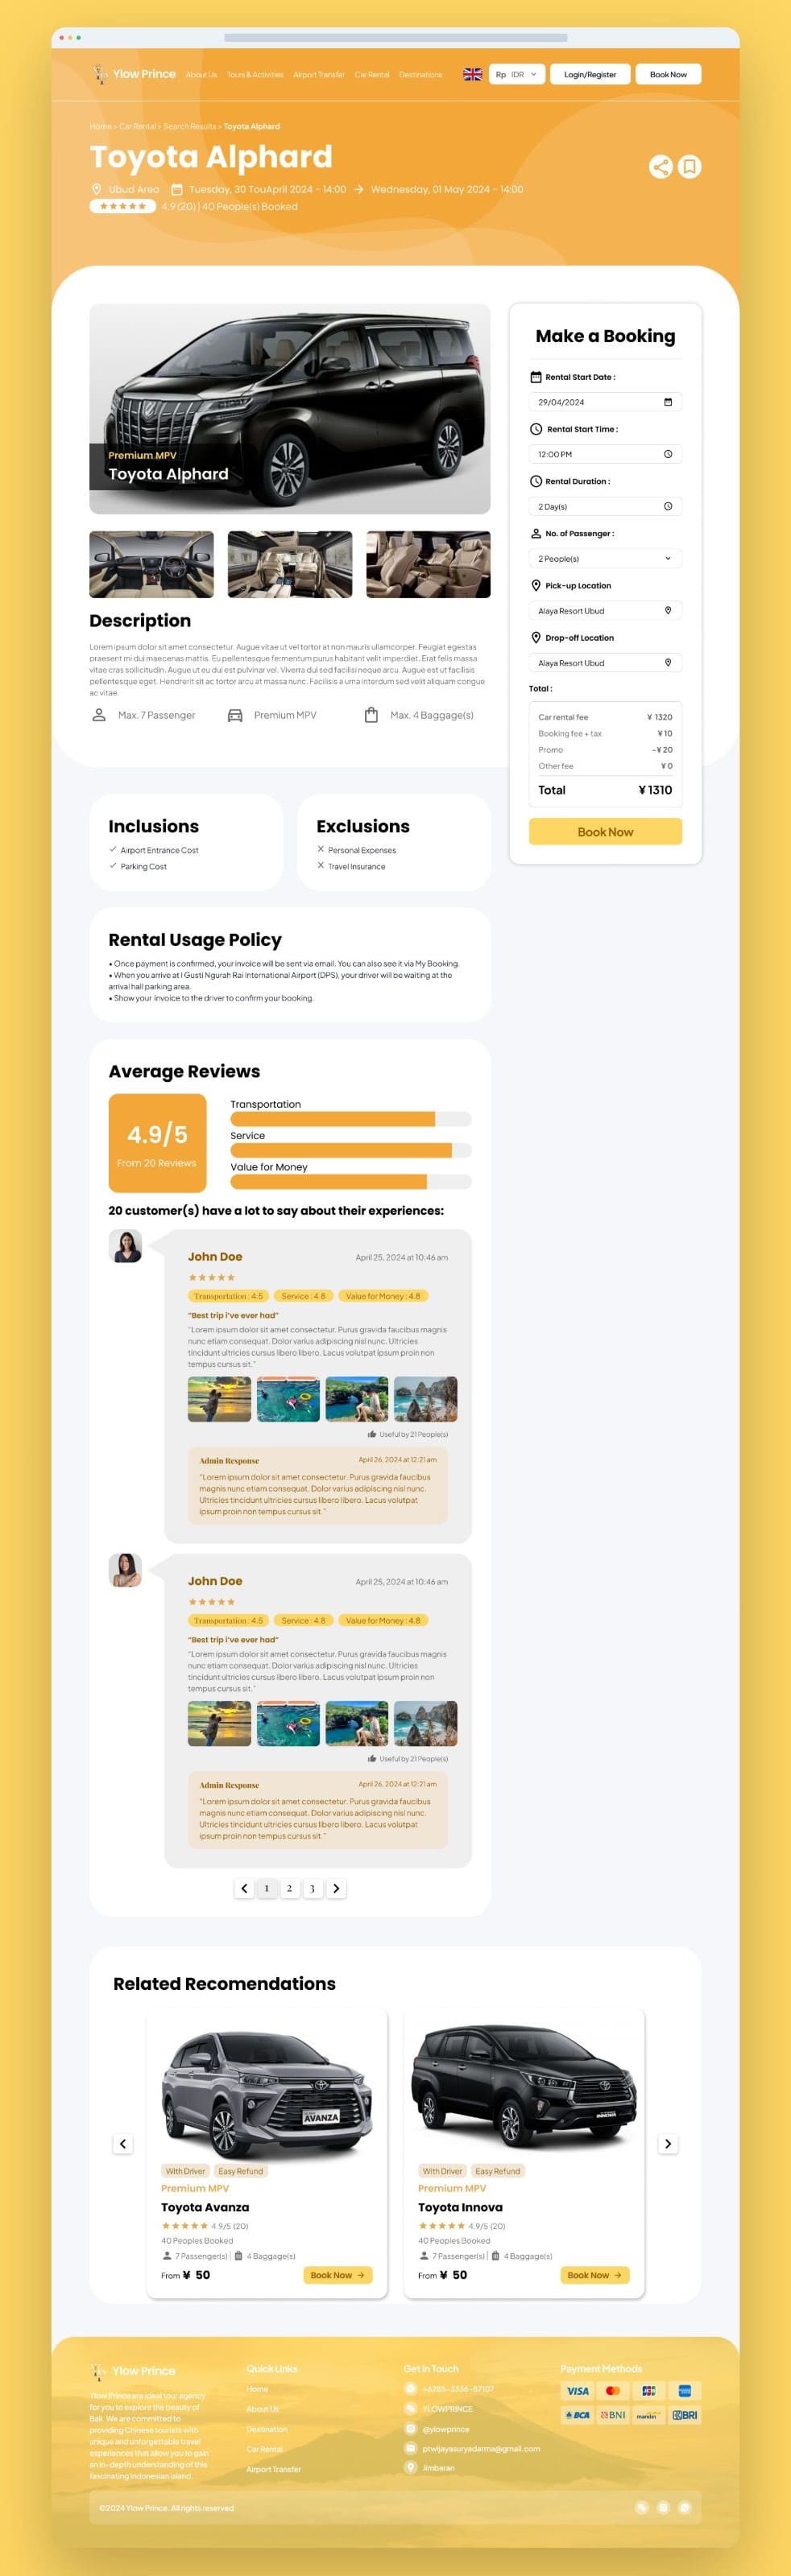 Ylow Prince
About Us
Tours & Activities
Airport Transfer
Car Rental
Destinations
Rp IDR
Login/Register
Book Now
Home > Car Rental > Search Results > Toyota Alphard
Toyota Alphard
Ubud Area
Tuesday, 30 TouApril 2024 - 14:00 → Wednesday, 01 May 2024 - 14:00
4.9 (20) | 40 People(s) Booked
Premium MPV
Toyota Alphard
Description
Lorem ipsum dolor sit amet consectetur. Augue vitae ut vel tortor at non mauris ullamcorper. Feugiat egestas
praesent mi dui maecenas mattis. Eu pellentesque fermentum purus habitant velit imperdiet. Erat felis massa
vitae cras sollicitudin. Augue ut eu dui est pulvinar vel. Viverra dui sed facilisi neque arcu. Augue est ut facilisis
pellentesque eget. Hendrerit sit ac tortor arcu at massa nunc. Facilisis a urna interdum sed velit aliquam congue
ac vitae.
Max. 7 Passenger
Premium MPV
Max. 4 Baggage(s)
Make a Booking
Rental Start Date :
29/04/2024
Rental Start Time :
12:00 PM
Rental Duration :
2 Day(s)
No. of Passenger :
2 People(s)
Pick-up Location
Alaya Resort Ubud
Drop-off Location
Alaya Resort Ubud
Total :
Car rental fee ¥ 1320
Booking fee + tax ¥ 10
Promo -¥ 20
Other fee ¥ 0
Total ¥ 1310
Book Now
Inclusions
Airport Entrance Cost
Parking Cost
Exclusions
Personal Expenses
Travel Insurance
Rental Usage Policy
• Once payment is confirmed, your invoice will be sent via email. You can also see it via My Booking.
• When you arrive at I Gusti Ngurah Rai International Airport (DPS), your driver will be waiting at the
arrival hall parking area.
• Show your invoice to the driver to confirm your booking.
Average Reviews
4.9/5
From 20 Reviews
Transportation
Service
Value for Money
20 customer(s) have a lot to say about their experiences:
John Doe
April 25, 2024 at 10:46 am
Transportation : 4.5
Service : 4.8
Value for Money : 4.8
"Best trip i've ever had"
"Lorem ipsum dolor sit amet consectetur. Purus gravida faucibus magnis
nunc etiam consequat. Dolor varius adipiscing nisl nunc. Ultricies
tincidunt ultricies cursus libero libero. Lacus volutpat ipsum proin non
tempus cursus sit."
Useful by 21 People(s)
Admin Response
April 26, 2024 at 12:21 am
"Lorem ipsum dolor sit amet consectetur. Purus gravida faucibus
magnis nunc etiam consequat. Dolor varius adipiscing nisl nunc.
Ultricies tincidunt ultricies cursus libero libero. Lacus volutpat
ipsum proin non tempus cursus sit."
John Doe
April 25, 2024 at 10:46 am
Transportation : 4.5
Service : 4.8
Value for Money : 4.8
"Best trip i've ever had"
"Lorem ipsum dolor sit amet consectetur. Purus gravida faucibus magnis
nunc etiam consequat. Dolor varius adipiscing nisl nunc. Ultricies
tincidunt ultricies cursus libero libero. Lacus volutpat ipsum proin non
tempus cursus sit."
Useful by 21 People(s)
Admin Response
April 26, 2024 at 12:21 am
"Lorem ipsum dolor sit amet consectetur. Purus gravida faucibus
magnis nunc etiam consequat. Dolor varius adipiscing nisl nunc.
Ultricies tincidunt ultricies cursus libero libero. Lacus volutpat
ipsum proin non tempus cursus sit."
1 2 3
Related Recomendations
AVANZA
With Driver
Easy Refund
Premium MPV
Toyota Avanza
4.9/5 (20)
40 Peoples Booked
7 Passenger(s) | 4 Baggage(s)
From ¥ 50
Book Now →
INNOVA
With Driver
Easy Refund
Premium MPV
Toyota Innova
4.9/5 (20)
40 Peoples Booked
7 Passenger(s) | 4 Baggage(s)
From ¥ 50
Book Now →
Ylow Prince
Ylow Prince are ideal tour agency
for you to explore the beauty of
Bali. We are committed to
providing Chinese tourists with
unique and unforgettable travel
experiences that allow you to gain
an in-depth understanding of this
fascinating Indonesian island.
Quick Links
Home
About Us
Destination
Car Rental
Airport Transfer
Get in Touch
+6285-3336-87107
YLOWPRINCE
@ylowprince
ptwijayasuryadarma@gmail.com
Jimbaran
Payment Methods
VISA
JCB
BCA
BNI
mandiri
BRI
©2024 Ylow Prince. All rights reserved